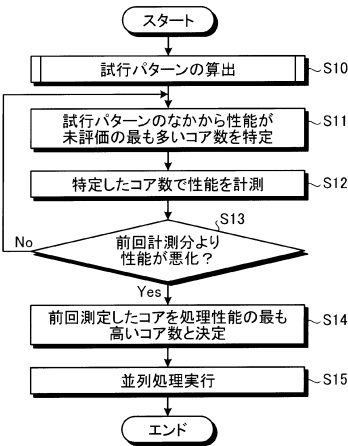 スタート
試行パターンの算出
S10
試行パターンのなかから性能が
未評価の最も多いコア数を特定
S11
特定したコア数で性能を計測
S12
S13
前回計測分より
性能が悪化？
No
Yes
前回測定したコアを処理性能の最も
高いコア数と決定
S14
並列処理実行
S15
エンド